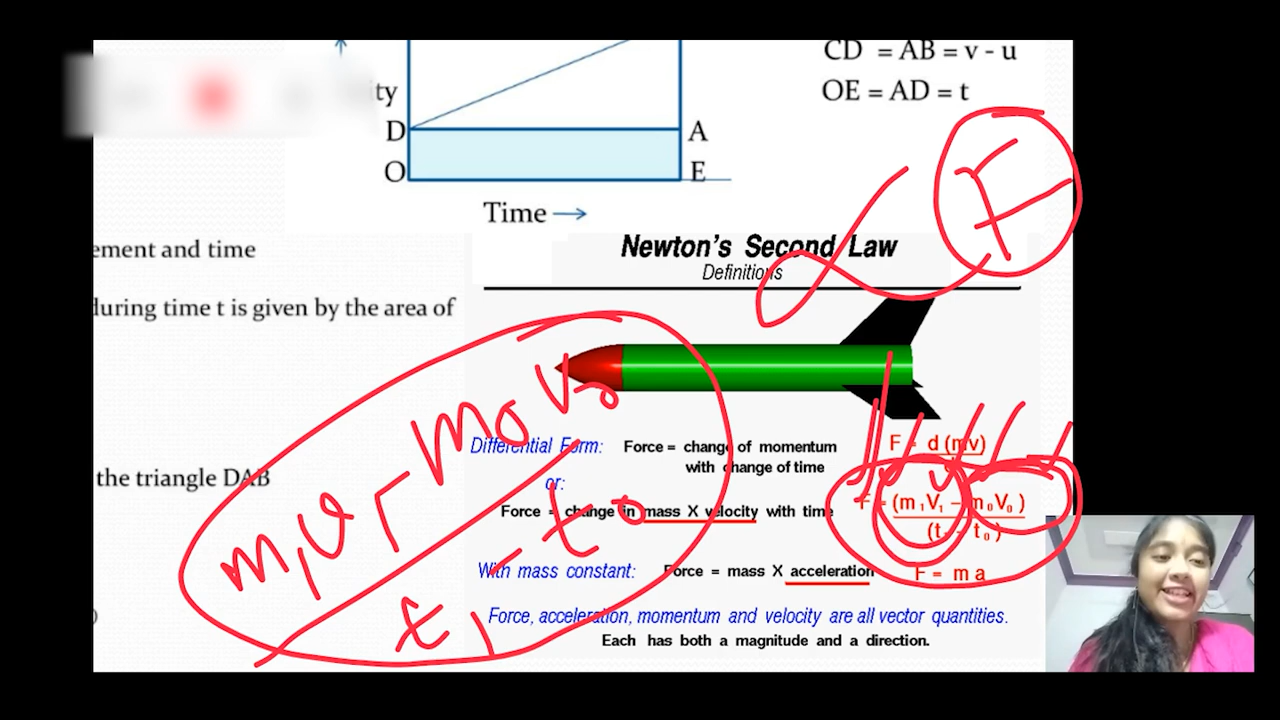 CD = AB = v - u
ity
OE = AD = t
D
A
O
E
Time →
F
ement and time
during time t is given by the area of
the triangle DAB
)
Newton's Second Law
Definitions
Differential Form: Force = change of momentum
with change of time
F = d (mv)
or:
Force = change in mass X velocity with time
F = (m₁V₁ - m₀V₀)
(t₁ - t₀)
With mass constant: Force = mass X acceleration
F = m a
Force, acceleration, momentum and velocity are all vector quantities.
Each has both a magnitude and a direction.
m₁v₁ - m₀v₀
t₁ - t₀